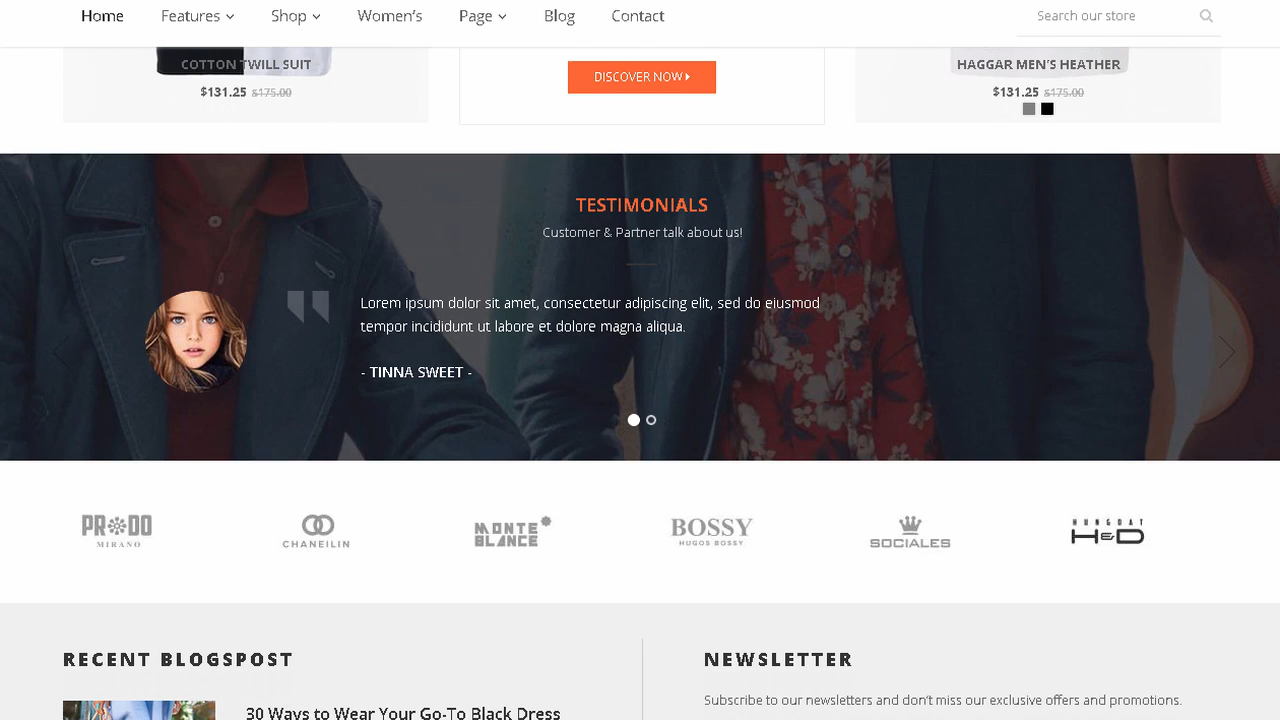 Home Features Shop Women's Page Blog Contact Search our store
COTTON TWILL SUIT
$131.25 $175.00
DISCOVER NOW
HAGGAR MEN'S HEATHER
$131.25 $175.00
TESTIMONIALS
Customer & Partner talk about us!
Lorem ipsum dolor sit amet, consectetur adipiscing elit, sed do eiusmod
tempor incididunt ut labore et dolore magna aliqua.
- TINNA SWEET -
PRODO
MIRANO
CHANEILIN
MONTE
BLANCE
BOSSY
HUGOS BOSSY
SOCIALES
HUNGOAT
H&D
RECENT BLOGSPOST
NEWSLETTER
Subscribe to our newsletters and don't miss our exclusive offers and promotions.
30 Ways to Wear Your Go-To Black Dress